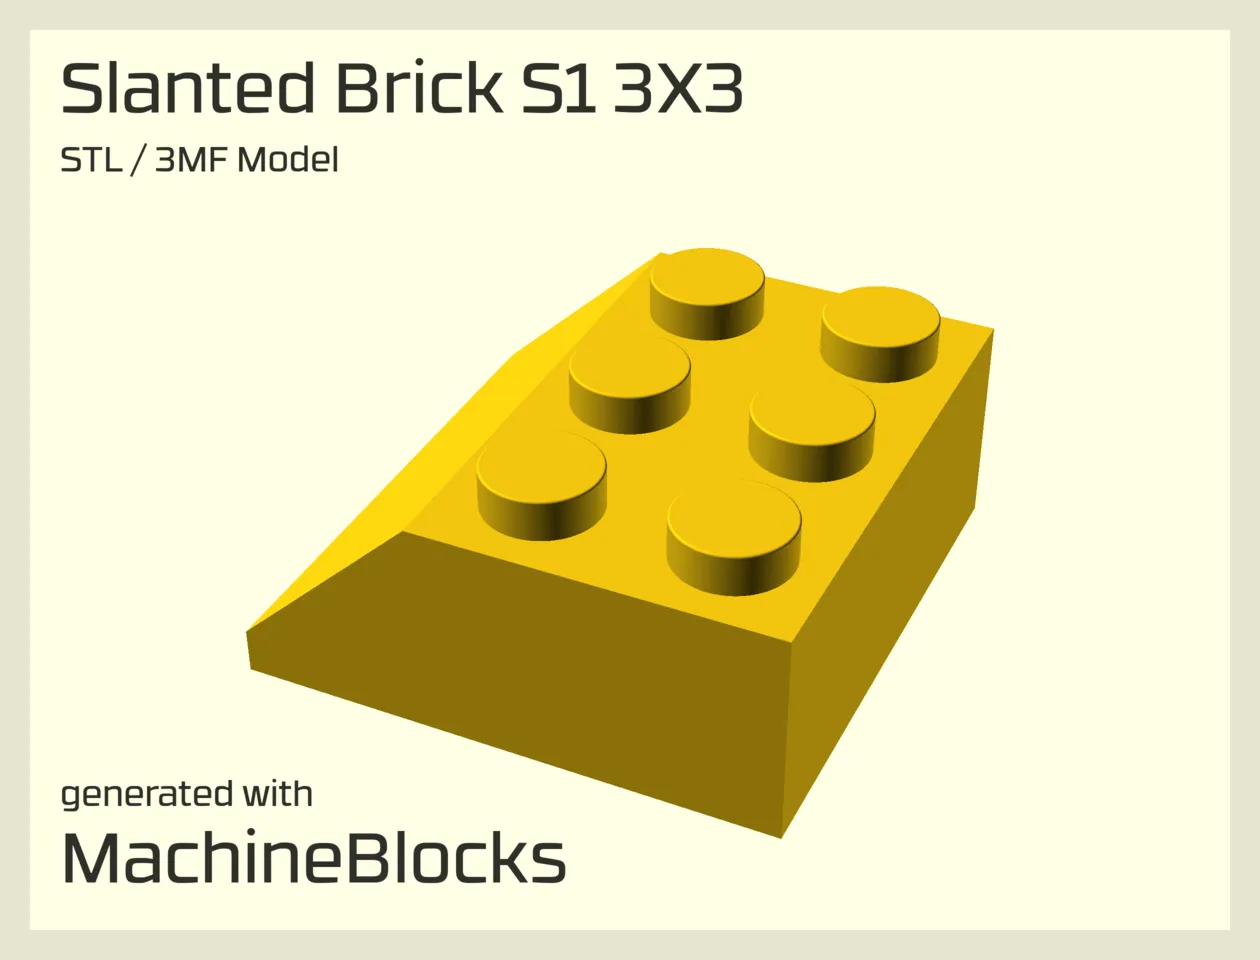 Slanted Brick S1 3X3
STL / 3MF Model
generated with
MachineBlocks